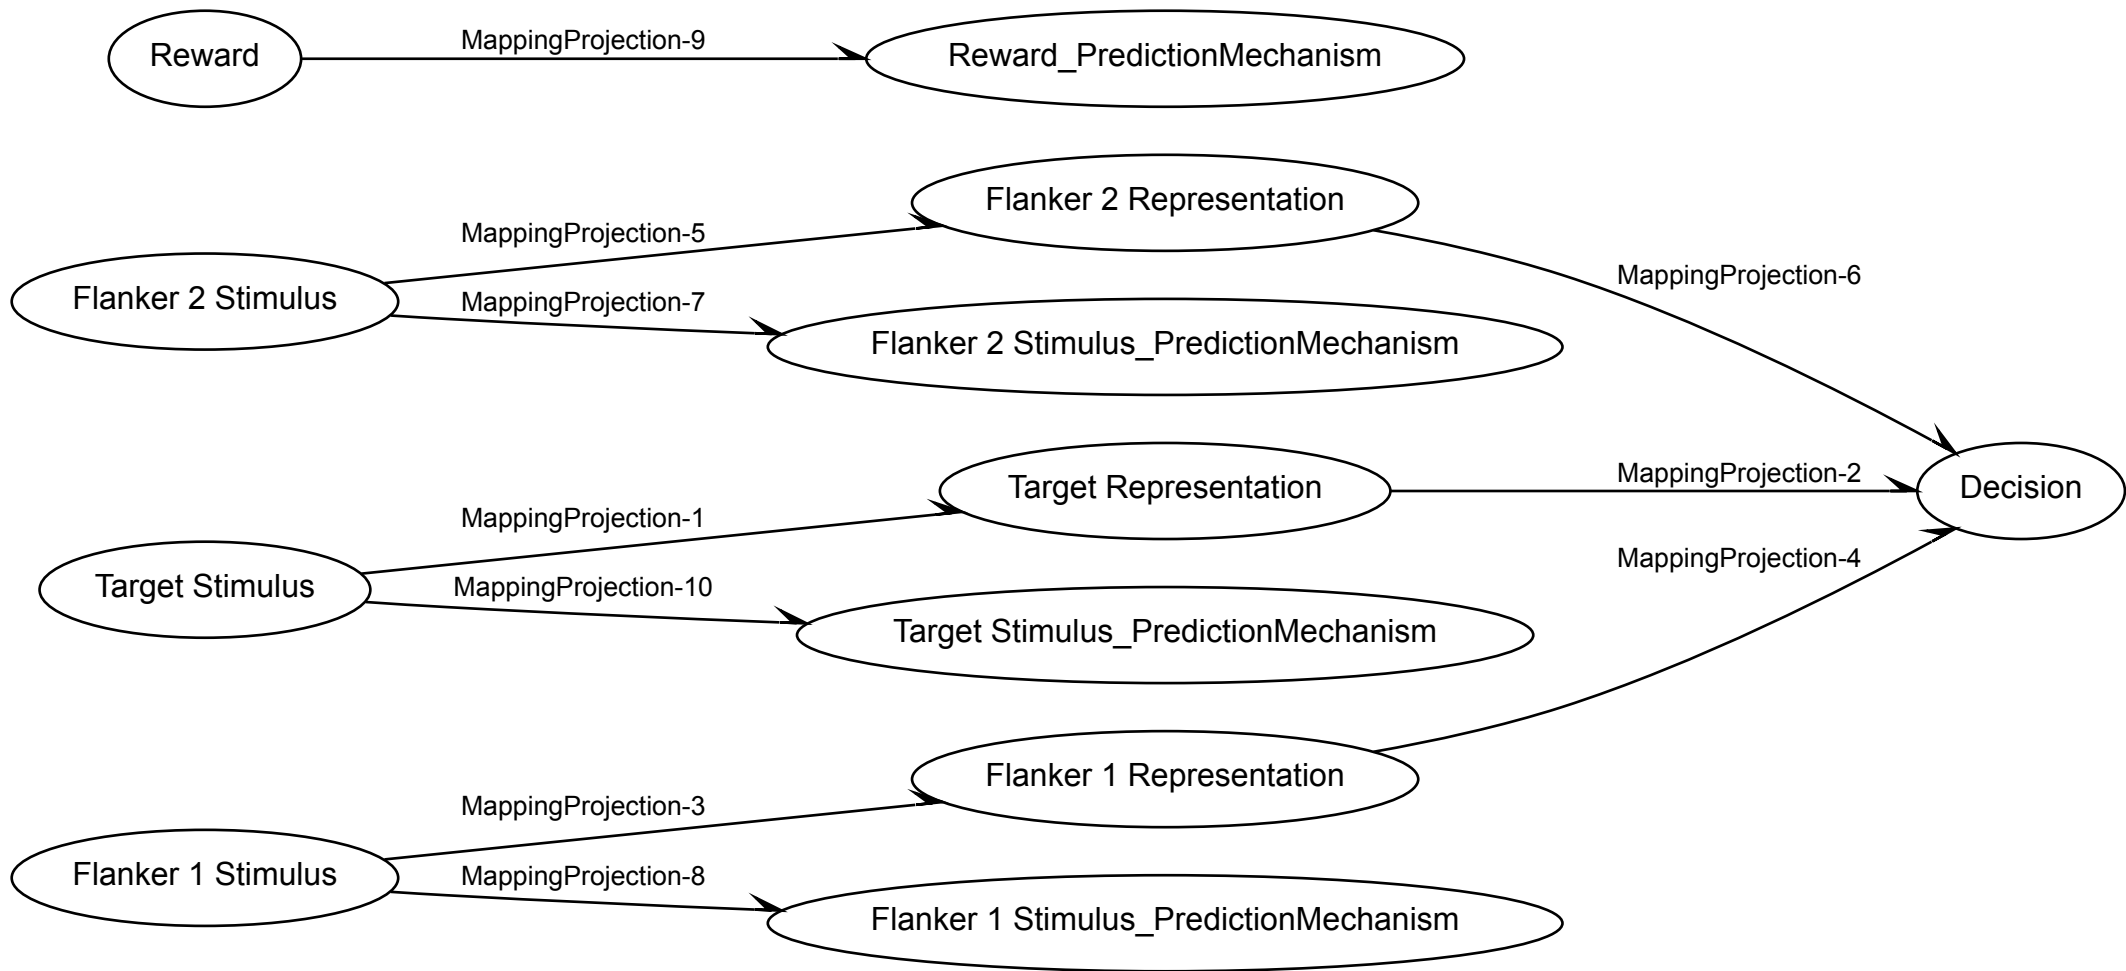 Reward
MappingProjection-9
Reward_PredictionMechanism
Flanker 2 Representation
MappingProjection-5
MappingProjection-6
Flanker 2 Stimulus
MappingProjection-7
Flanker 2 Stimulus_PredictionMechanism
Target Representation
MappingProjection-2
Decision
MappingProjection-1
MappingProjection-4
Target Stimulus
MappingProjection-10
Target Stimulus_PredictionMechanism
Flanker 1 Representation
MappingProjection-3
Flanker 1 Stimulus
MappingProjection-8
Flanker 1 Stimulus_PredictionMechanism